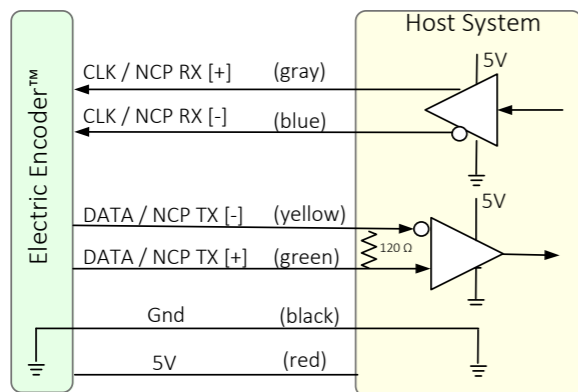 Host System
5V
CLK / NCP RX [+] (gray)
CLK / NCP RX [-] (blue)
5V
DATA / NCP TX [-] (yellow)
120 Ω
DATA / NCP TX [+] (green)
Gnd (black)
5V (red)
Electric Encoder™